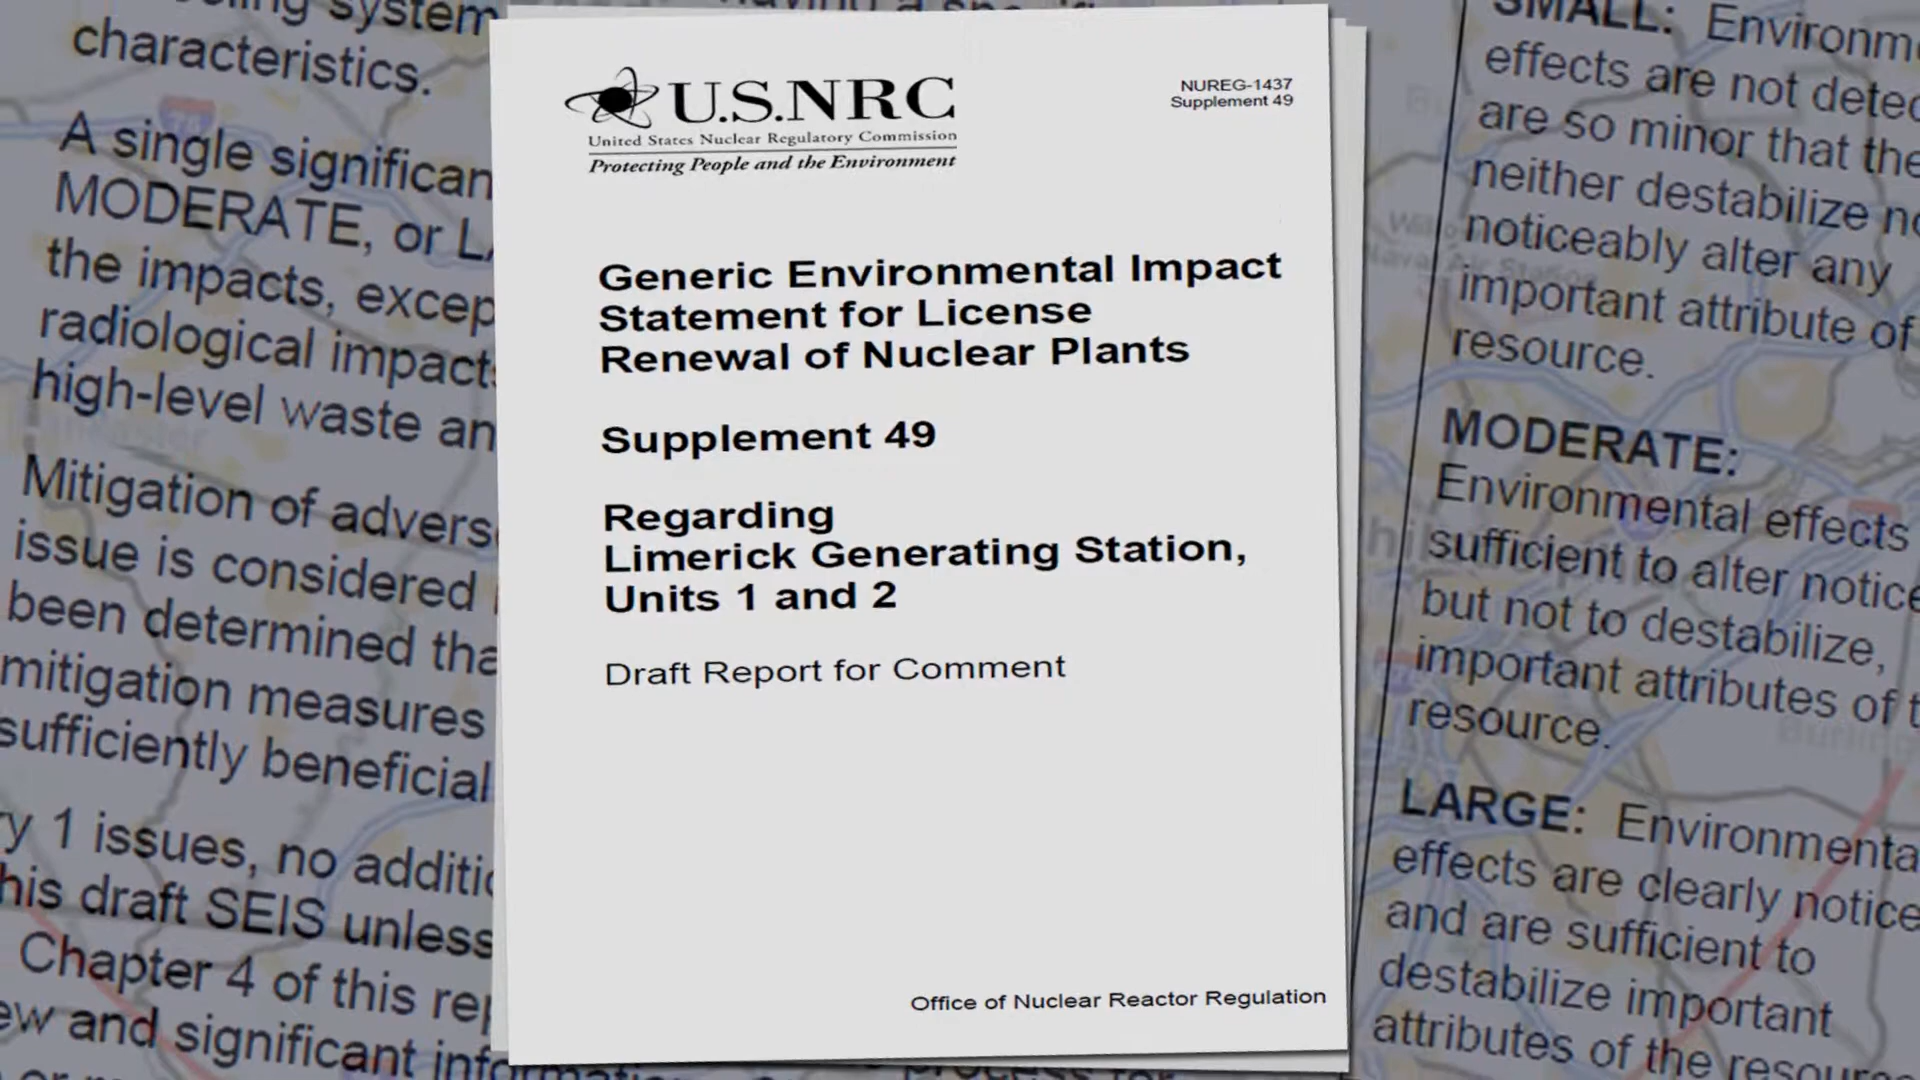 characteristics.
A single significan
MODERATE, or
the impacts, excep
radiological impact
high-level waste an
Mitigation of advers
issue is considered
been determined tha
mitigation measures
sufficiently beneficial
ry 1 issues, no additi
his draft SEIS unless
Chapter 4 of this re
ew and significant
U.S.NRC
United States Nuclear Regulatory Commission
Protecting People and the Environment
NUREG-1437
Supplement 49
Generic Environmental Impact
Statement for License
Renewal of Nuclear Plants
Supplement 49
Regarding
Limerick Generating Station,
Units 1 and 2
Draft Report for Comment
Office of Nuclear Reactor Regulation
SMALL: Environm
effects are not detec
are so minor that the
neither destabilize no
noticeably alter any
important attribute of
resource.
MODERATE:
Environmental effects
sufficient to alter notice
but not to destabilize,
important attributes of t
resource.
LARGE: Environmenta
effects are clearly notice
and are sufficient to
destabilize important
attributes of the resour